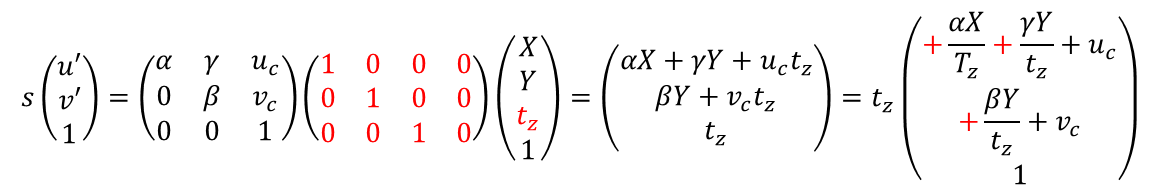 s(u′ v′ 1) = (α γ u_c; 0 β v_c; 0 0 1)(1 0 0 0; 0 1 0 0; 0 0 1 0)(X Y t_z 1) = (αX + γY + u_c t_z; βY + v_c t_z; t_z) = t_z(+αX/T_z + γY/t_z + u_c; +βY/t_z + v_c; 1)